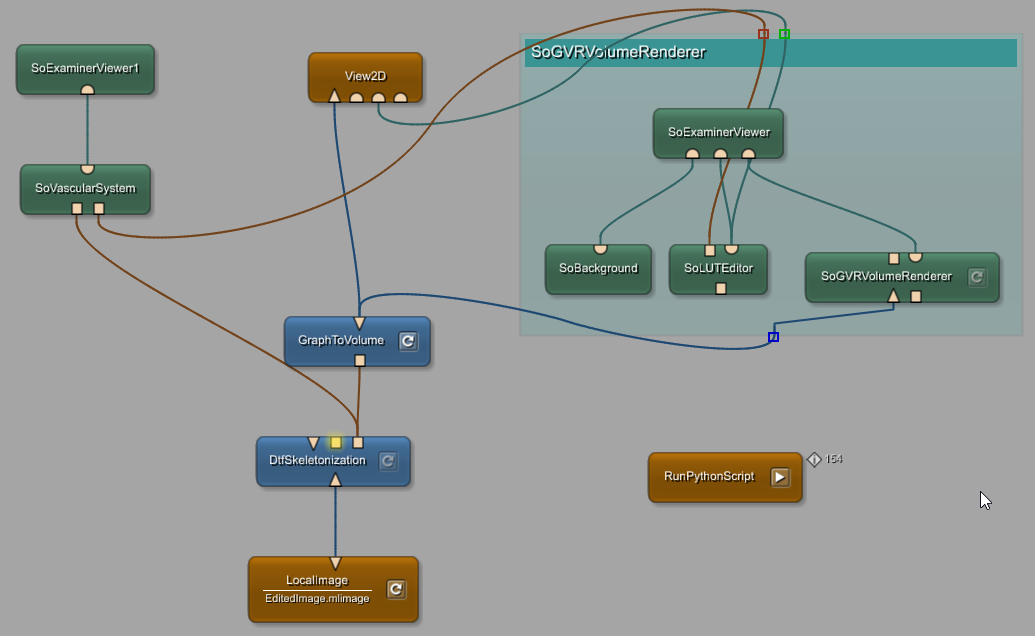 SoExaminerViewer1
View2D
SoGVRVolumeRenderer
SoExaminerViewer
SoVascularSystem
SoBackground
SoLUTEditor
SoGVRVolumeRenderer
GraphToVolume
DtfSkeletonization
RunPythonScript
154
LocalImage
EditedImage.mlimage